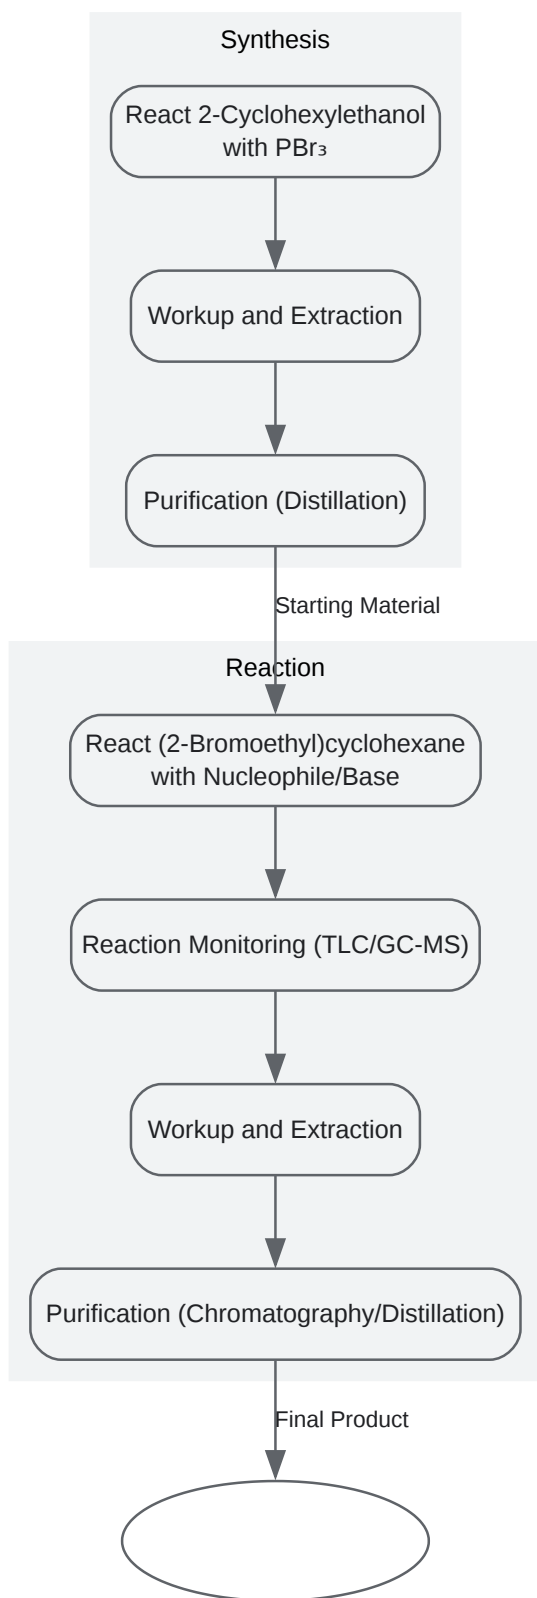 Synthesis
React 2-Cyclohexylethanol
with PBr₃
Workup and Extraction
Purification (Distillation)
Starting Material
Reaction
React (2-Bromoethyl)cyclohexane
with Nucleophile/Base
Reaction Monitoring (TLC/GC-MS)
Workup and Extraction
Purification (Chromatography/Distillation)
Final Product